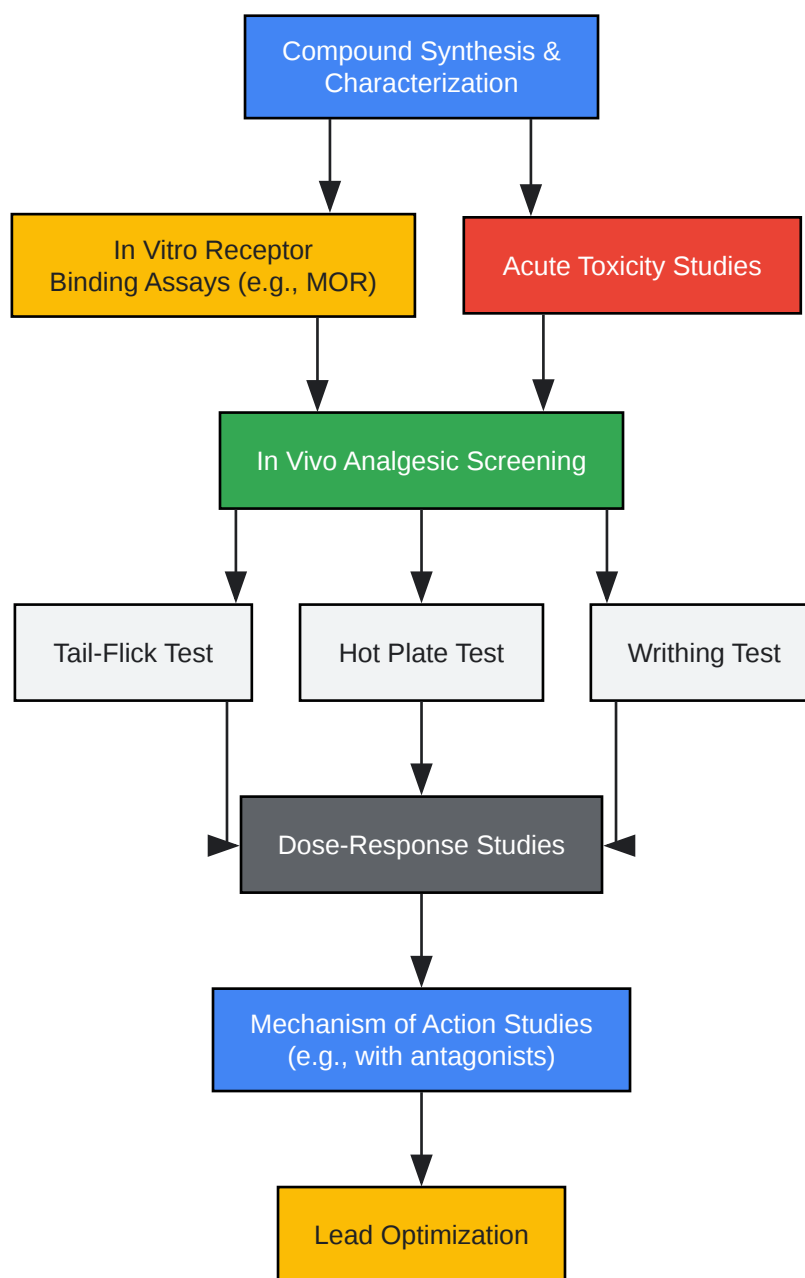 Compound Synthesis &
Characterization
In Vitro Receptor
Binding Assays (e.g., MOR)
Acute Toxicity Studies
In Vivo Analgesic Screening
Tail-Flick Test
Hot Plate Test
Writhing Test
Dose-Response Studies
Mechanism of Action Studies
(e.g., with antagonists)
Lead Optimization